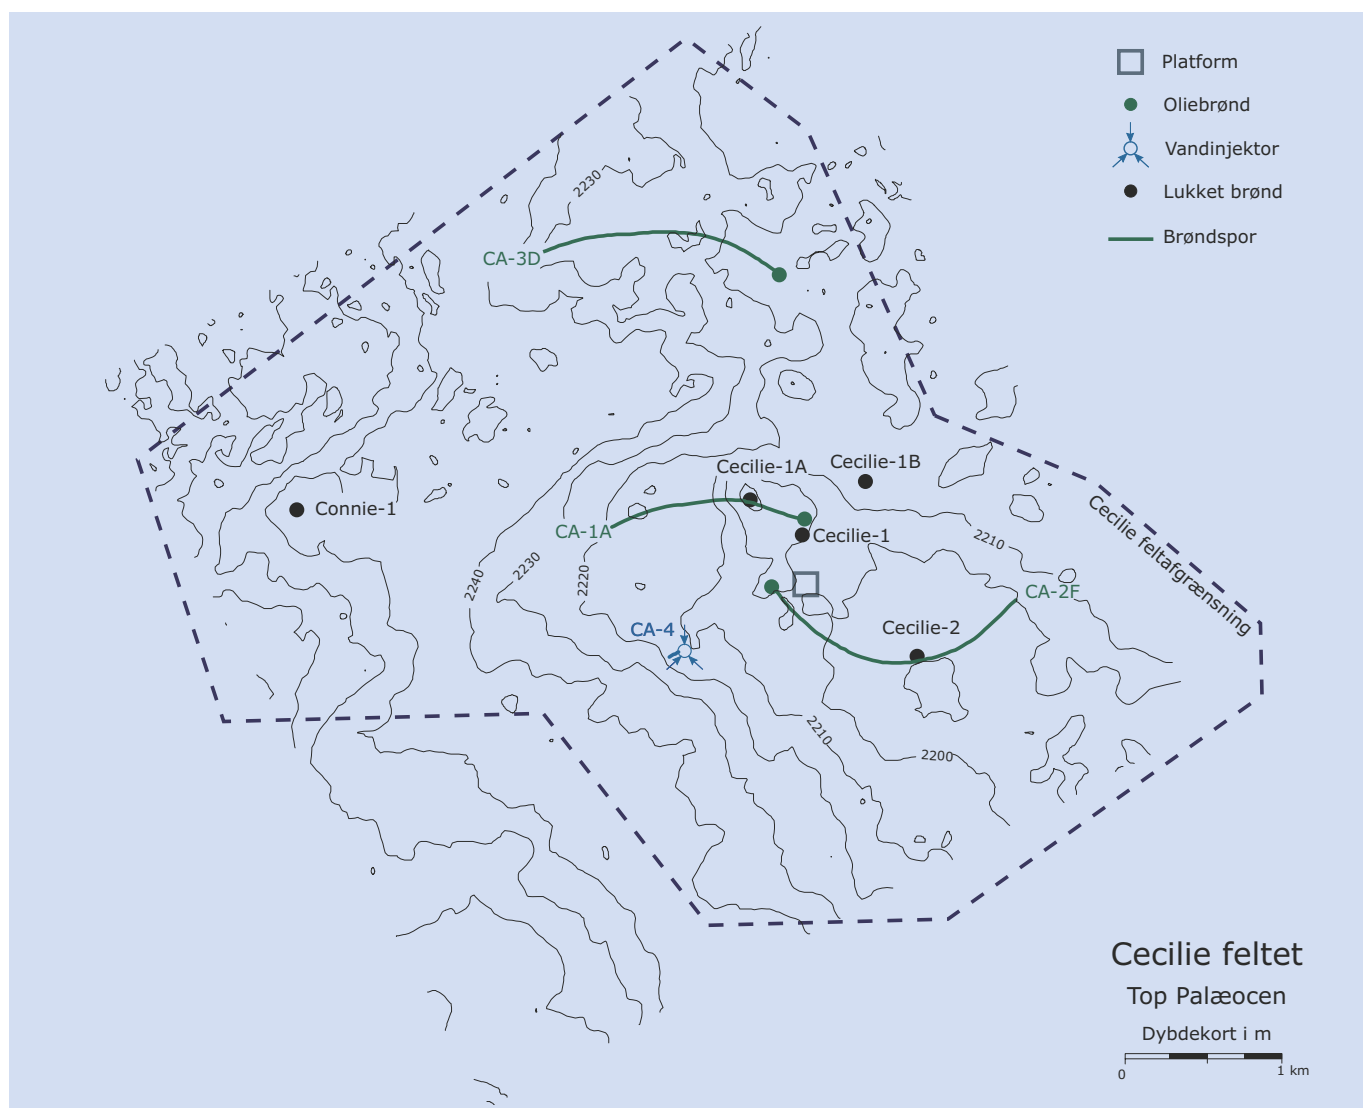 Platform
Oliebrønd
Vandinjektor
Lukket brønd
Brøndspor
2230
CA-3D
Cecilie-1A
Cecilie-1B
Connie-1
CA-1A
Cecilie-1
2210
Cecilie feltafgrænsning
2240
2230
2220
CA-2F
CA-4
Cecilie-2
2210
2200
Cecilie feltet
Top Palæocen
Dybdekort i m
0
1 km